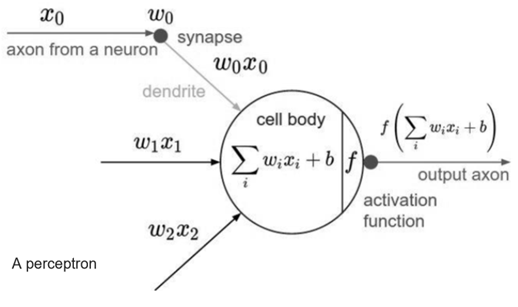 x₀ w₀
synapse
axon from a neuron
w₀x₀
dendrite
cell body
f(∑ᵢ wᵢxᵢ + b)
w₁x₁
∑ᵢ wᵢxᵢ + b f
output axon
activation
function
w₂x₂
A perceptron